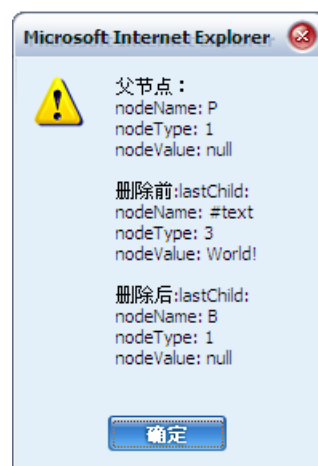 Microsoft Internet Explorer
父节点：
nodeName: P
nodeType: 1
nodeValue: null
删除前:lastChild:
nodeName: #text
nodeType: 3
nodeValue: World!
删除后:lastChild:
nodeName: B
nodeType: 1
nodeValue: null
确定